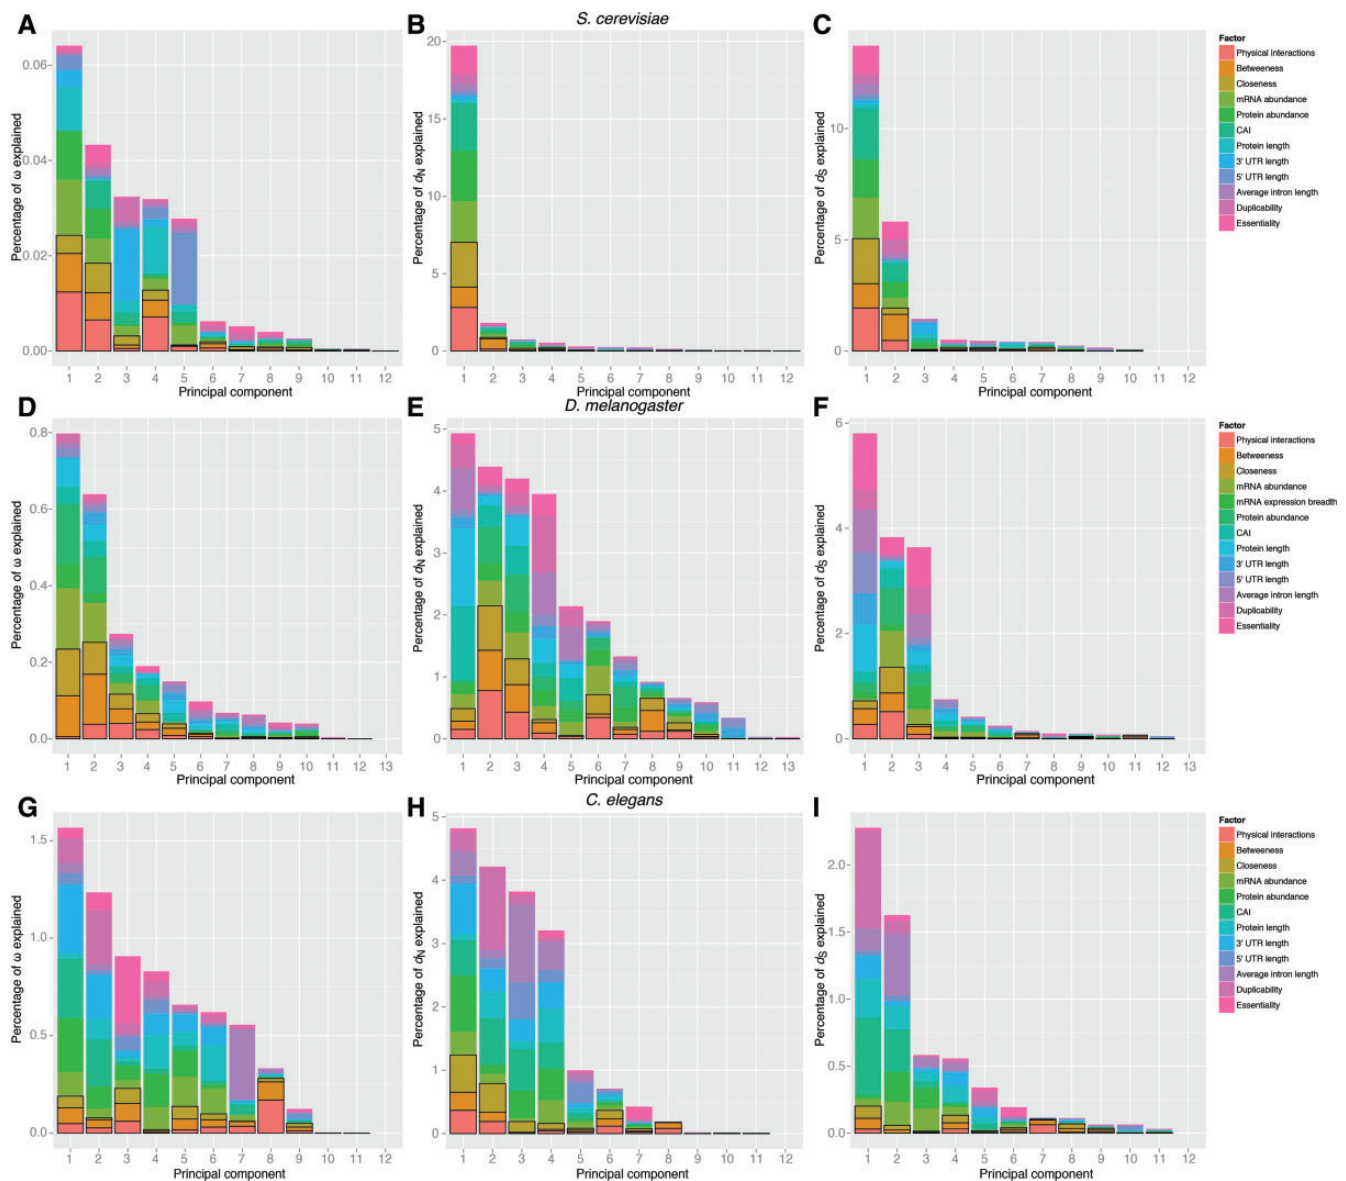 S. cerevisiae
A
Percentage of ω explained
0.06
0.04
0.02
0.00
1 2 3 4 5 6 7 8 9 10 11 12
Principal component
B
Percentage of dN explained
20
15
10
5
0
1 2 3 4 5 6 7 8 9 10 11 12
Principal component
C
Percentage of dS explained
10
5
0
1 2 3 4 5 6 7 8 9 10 11 12
Principal component
Factor
Physical interactions
Betweeness
Closeness
mRNA abundance
Protein abundance
CAI
Protein length
3' UTR length
5' UTR length
Average intron length
Duplicability
Essentiality
D. melanogaster
D
Percentage of ω explained
0.8
0.6
0.4
0.2
0.0
1 2 3 4 5 6 7 8 9 10 11 12 13
Principal component
E
Percentage of dN explained
5
4
3
2
1
0
1 2 3 4 5 6 7 8 9 10 11 12 13
Principal component
F
Percentage of dS explained
6
4
2
0
1 2 3 4 5 6 7 8 9 10 11 12 13
Principal component
Factor
Physical interactions
Betweeness
Closeness
mRNA abundance
mRNA expression breadth
Protein abundance
CAI
Protein length
3' UTR length
5' UTR length
Average intron length
Duplicability
Essentiality
C. elegans
G
Percentage of ω explained
1.5
1.0
0.5
0.0
1 2 3 4 5 6 7 8 9 10 11 12
Principal component
H
Percentage of dN explained
5
4
3
2
1
0
1 2 3 4 5 6 7 8 9 10 11 12
Principal component
I
Percentage of dS explained
2.0
1.5
1.0
0.5
0.0
1 2 3 4 5 6 7 8 9 10 11 12
Principal component
Factor
Physical interactions
Betweeness
Closeness
mRNA abundance
Protein abundance
CAI
Protein length
3' UTR length
5' UTR length
Average intron length
Duplicability
Essentiality